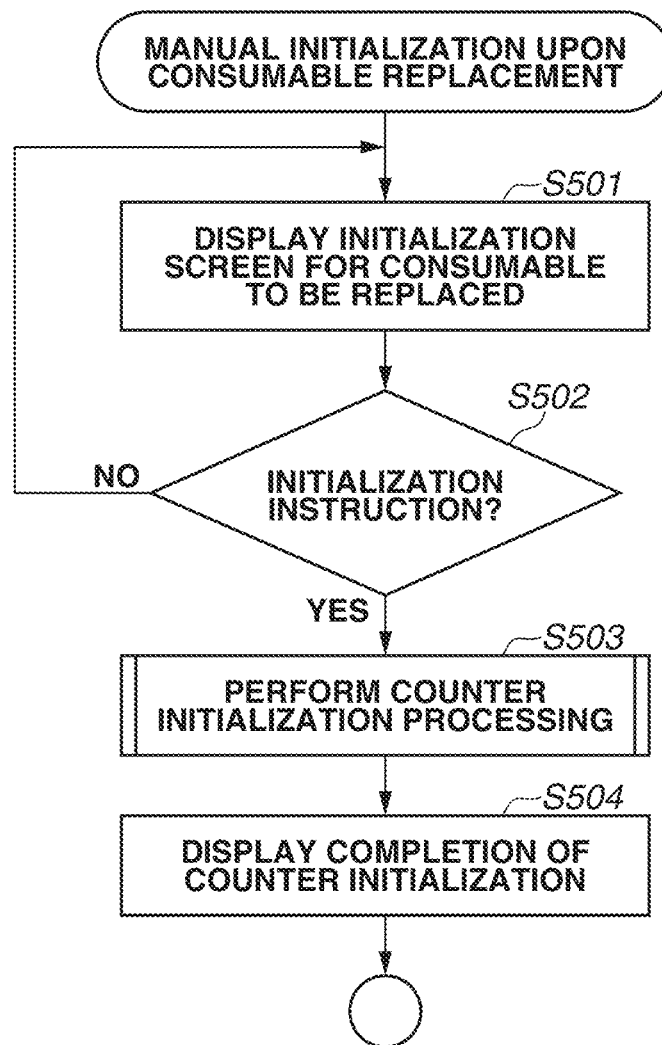 MANUAL INITIALIZATION UPON
CONSUMABLE REPLACEMENT
S501
DISPLAY INITIALIZATION
SCREEN FOR CONSUMABLE
TO BE REPLACED
S502
NO
INITIALIZATION
INSTRUCTION?
YES
S503
PERFORM COUNTER
INITIALIZATION PROCESSING
S504
DISPLAY COMPLETION OF
COUNTER INITIALIZATION